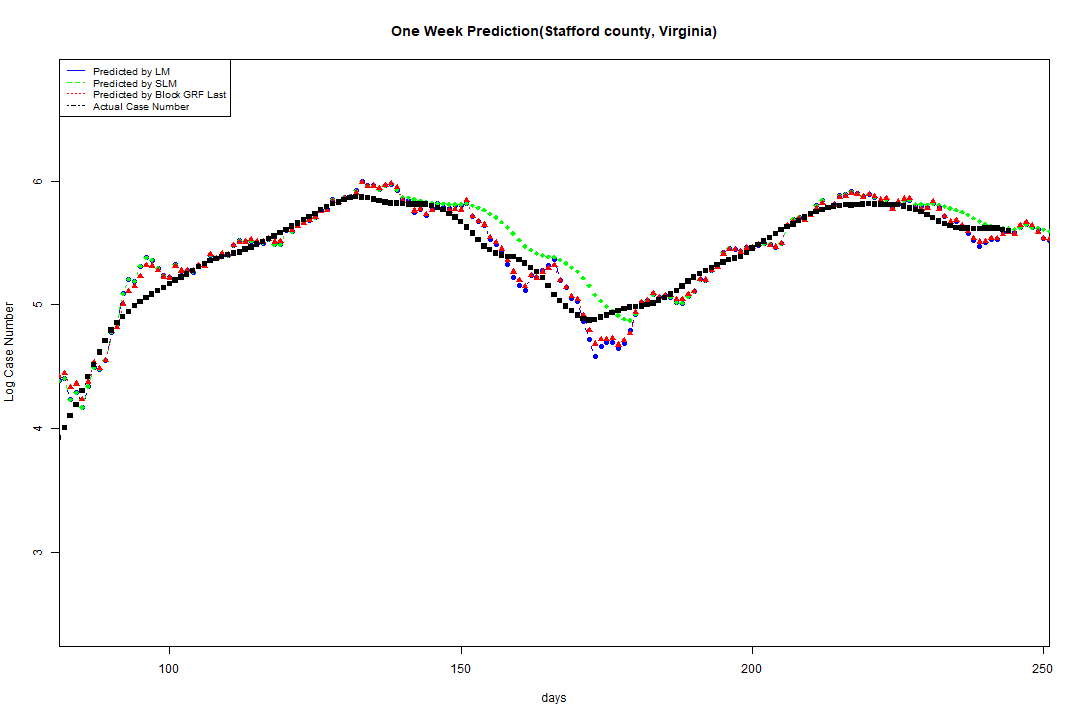 One Week Prediction(Stafford county, Virginia)
Predicted by LM
Predicted by SLM
Predicted by Block GRF Last
Actual Case Number
6
5
4
3
Log Case Number
100
150
200
250
days